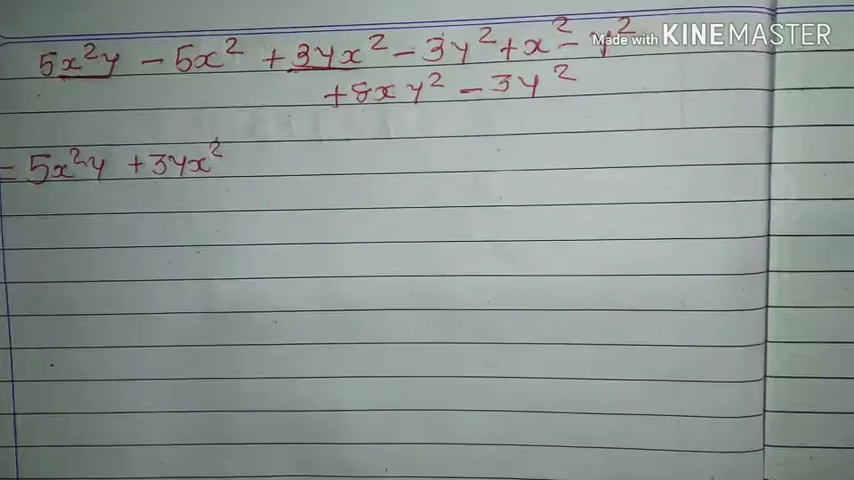 5x²y - 5x² + 3yx² - 3y² + x² - y²
Made with KINEMASTER
+ 8xy² - 3y²
= 5x²y + 3yx²